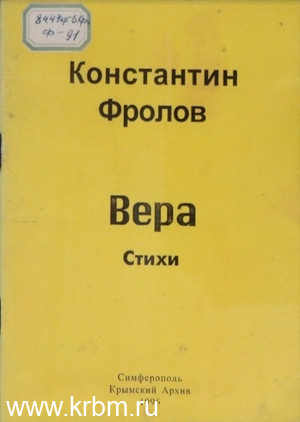 ф-91
Константин
Фролов
Вера
Стихи
Симферополь
Крымский Архив
www.krbm.ru